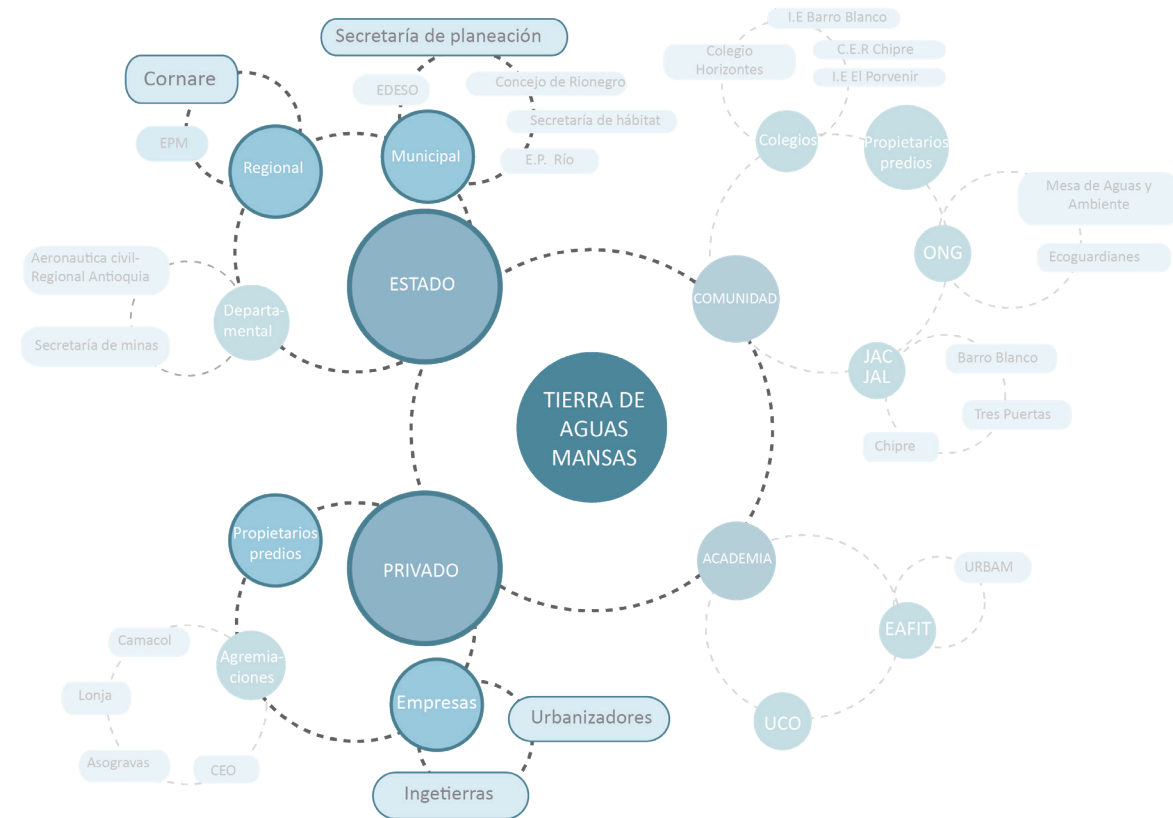 Secretaría de planeación
Cornare
EDESO
Concejo de Rionegro
EPM
Secretaría de hábitat
Regional
Municipal
E.P. Río
Aeronautica civil-
Regional Antioquia
ESTADO
Departa-
mental
Secretaría de minas
I.E Barro Blanco
Colegio
Horizontes
C.E.R Chipre
I.E El Porvenir
Colegios
Propietarios
predios
Mesa de Aguas y
Ambiente
ONG
Ecoguardianes
COMUNIDAD
JAC
JAL
Barro Blanco
Tres Puertas
Chipre
TIERRA DE
AGUAS
MANSAS
Propietarios
predios
PRIVADO
Camacol
Agremia-
ciones
Lonja
Empresas
Urbanizadores
Asogravas
CEO
Ingetierras
ACADEMIA
URBAM
EAFIT
UCO